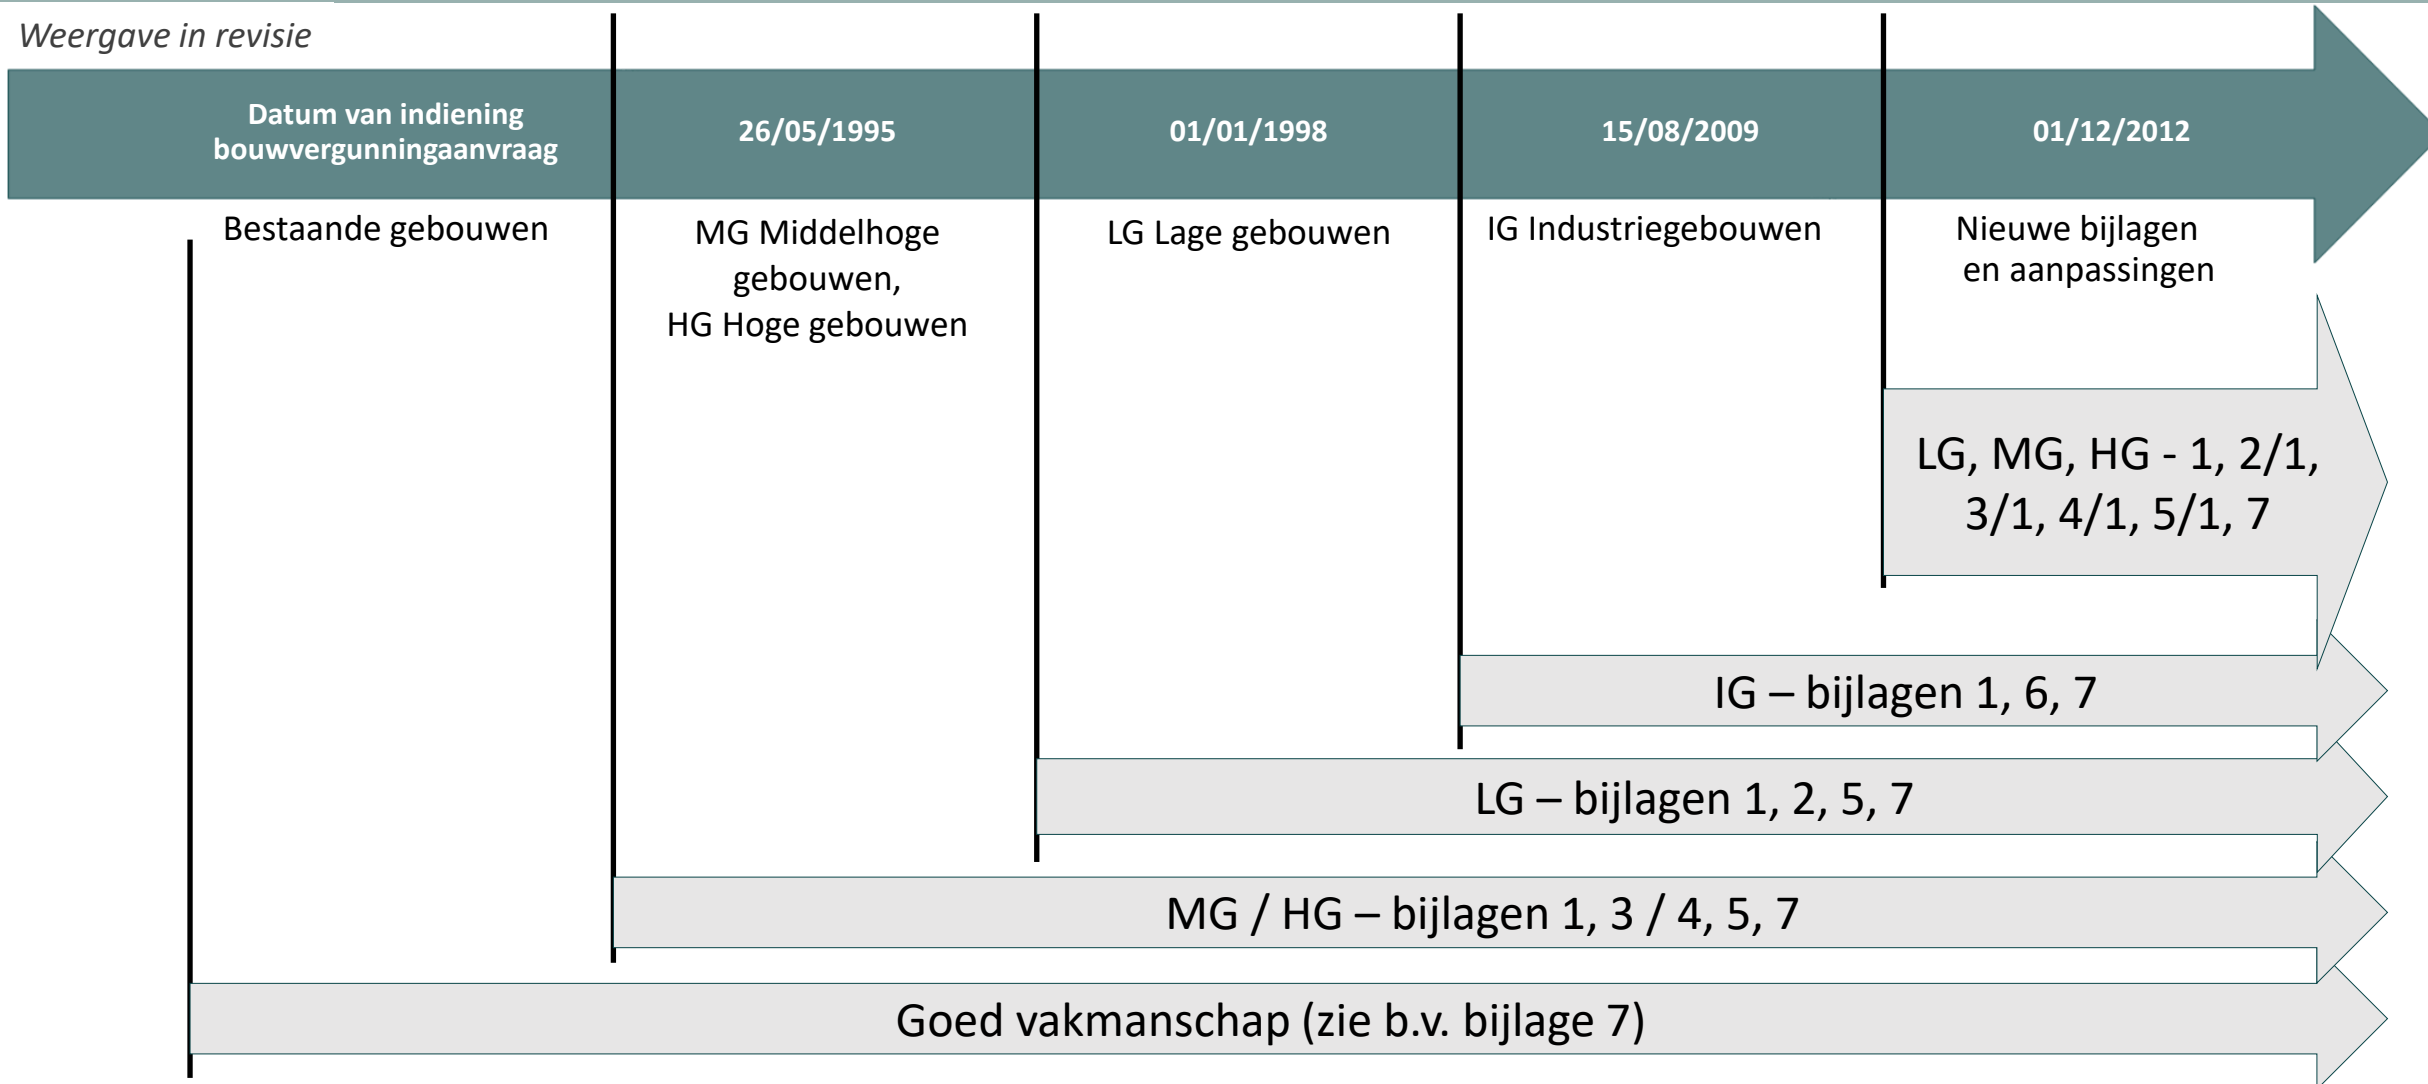 Weergave in revisie
Datum van indiening
bouwvergunningaanvraag
26/05/1995
01/01/1998
15/08/2009
01/12/2012
Bestaande gebouwen
MG Middelhoge
gebouwen,
HG Hoge gebouwen
LG Lage gebouwen
IG Industriegebouwen
Nieuwe bijlagen
en aanpassingen
LG, MG, HG - 1, 2/1,
3/1, 4/1, 5/1, 7
IG – bijlagen 1, 6, 7
LG – bijlagen 1, 2, 5, 7
MG / HG – bijlagen 1, 3 / 4, 5, 7
Goed vakmanschap (zie b.v. bijlage 7)